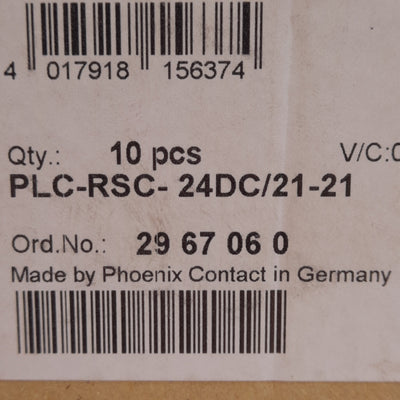 4 017918 156374
Qty.: 10 pcs V/C:0
PLC-RSC- 24DC/21-21
Ord.No.: 29 67 06 0
Made by Phoenix Contact in Germany